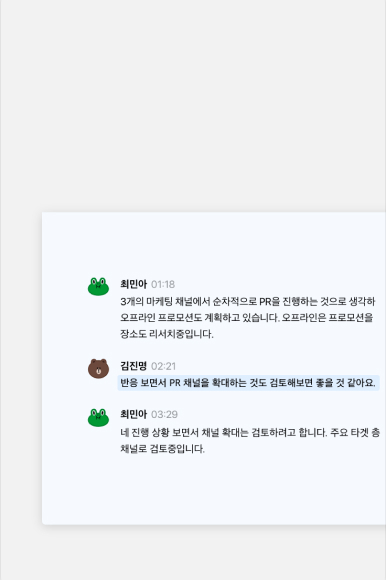 최민아 01:18
3개의 마케팅 채널에서 순차적으로 PR을 진행하는 것으로 생각하
오프라인 프로모션도 계획하고 있습니다. 오프라인은 프로모션을
장소도 리서치중입니다.
김진명 02:21
반응 보면서 PR 채널을 확대하는 것도 검토해보면 좋을 것 같아요.
최민아 03:29
네 진행 상황 보면서 채널 확대는 검토하려고 합니다. 주요 타겟 층
채널로 검토중입니다.